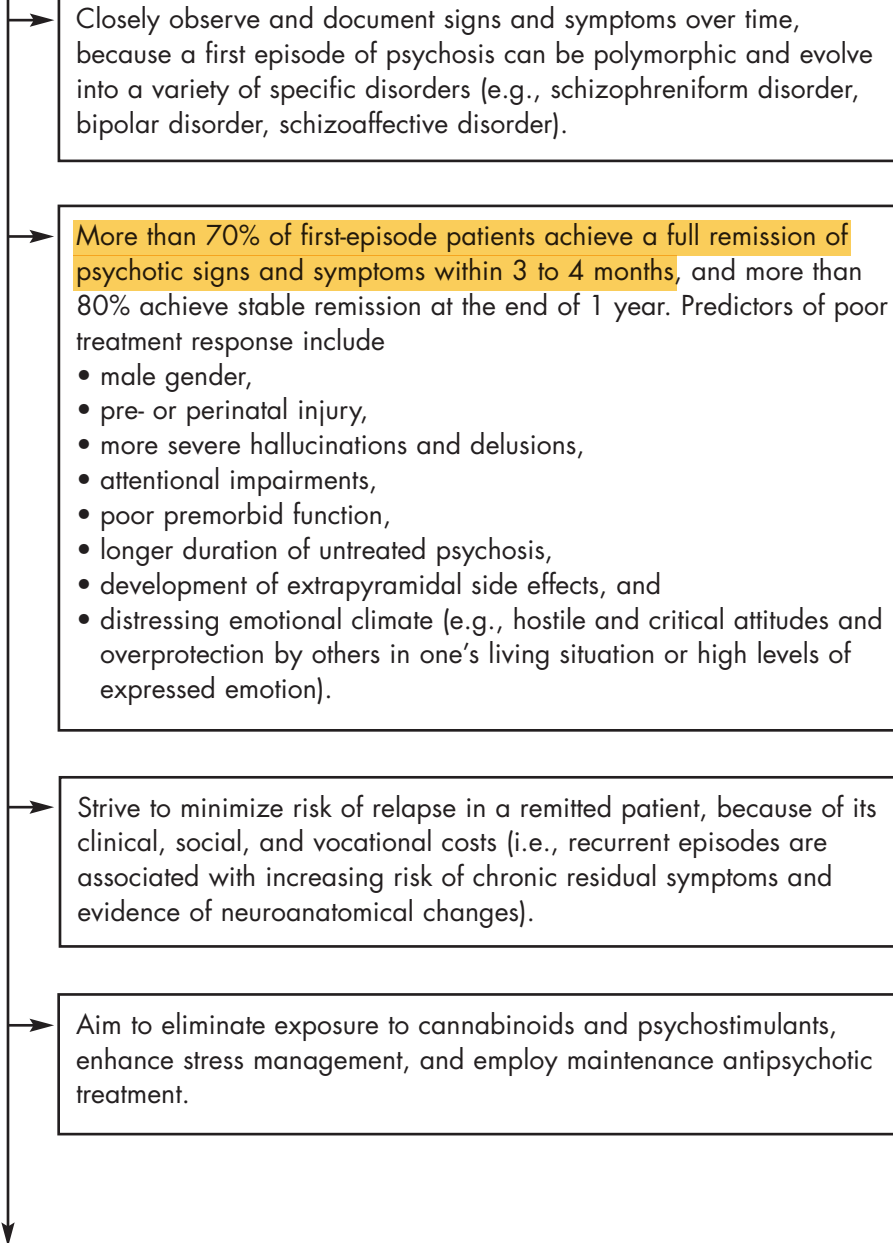 Closely observe and document signs and symptoms over time,
because a first episode of psychosis can be polymorphic and evolve
into a variety of specific disorders (e.g., schizophreniform disorder,
bipolar disorder, schizoaffective disorder).
More than 70% of first-episode patients achieve a full remission of
psychotic signs and symptoms within 3 to 4 months, and more than
80% achieve stable remission at the end of 1 year. Predictors of poor
treatment response include
• male gender,
• pre- or perinatal injury,
• more severe hallucinations and delusions,
• attentional impairments,
• poor premorbid function,
• longer duration of untreated psychosis,
• development of extrapyramidal side effects, and
• distressing emotional climate (e.g., hostile and critical attitudes and
overprotection by others in one’s living situation or high levels of
expressed emotion).
Strive to minimize risk of relapse in a remitted patient, because of its
clinical, social, and vocational costs (i.e., recurrent episodes are
associated with increasing risk of chronic residual symptoms and
evidence of neuroanatomical changes).
Aim to eliminate exposure to cannabinoids and psychostimulants,
enhance stress management, and employ maintenance antipsychotic
treatment.